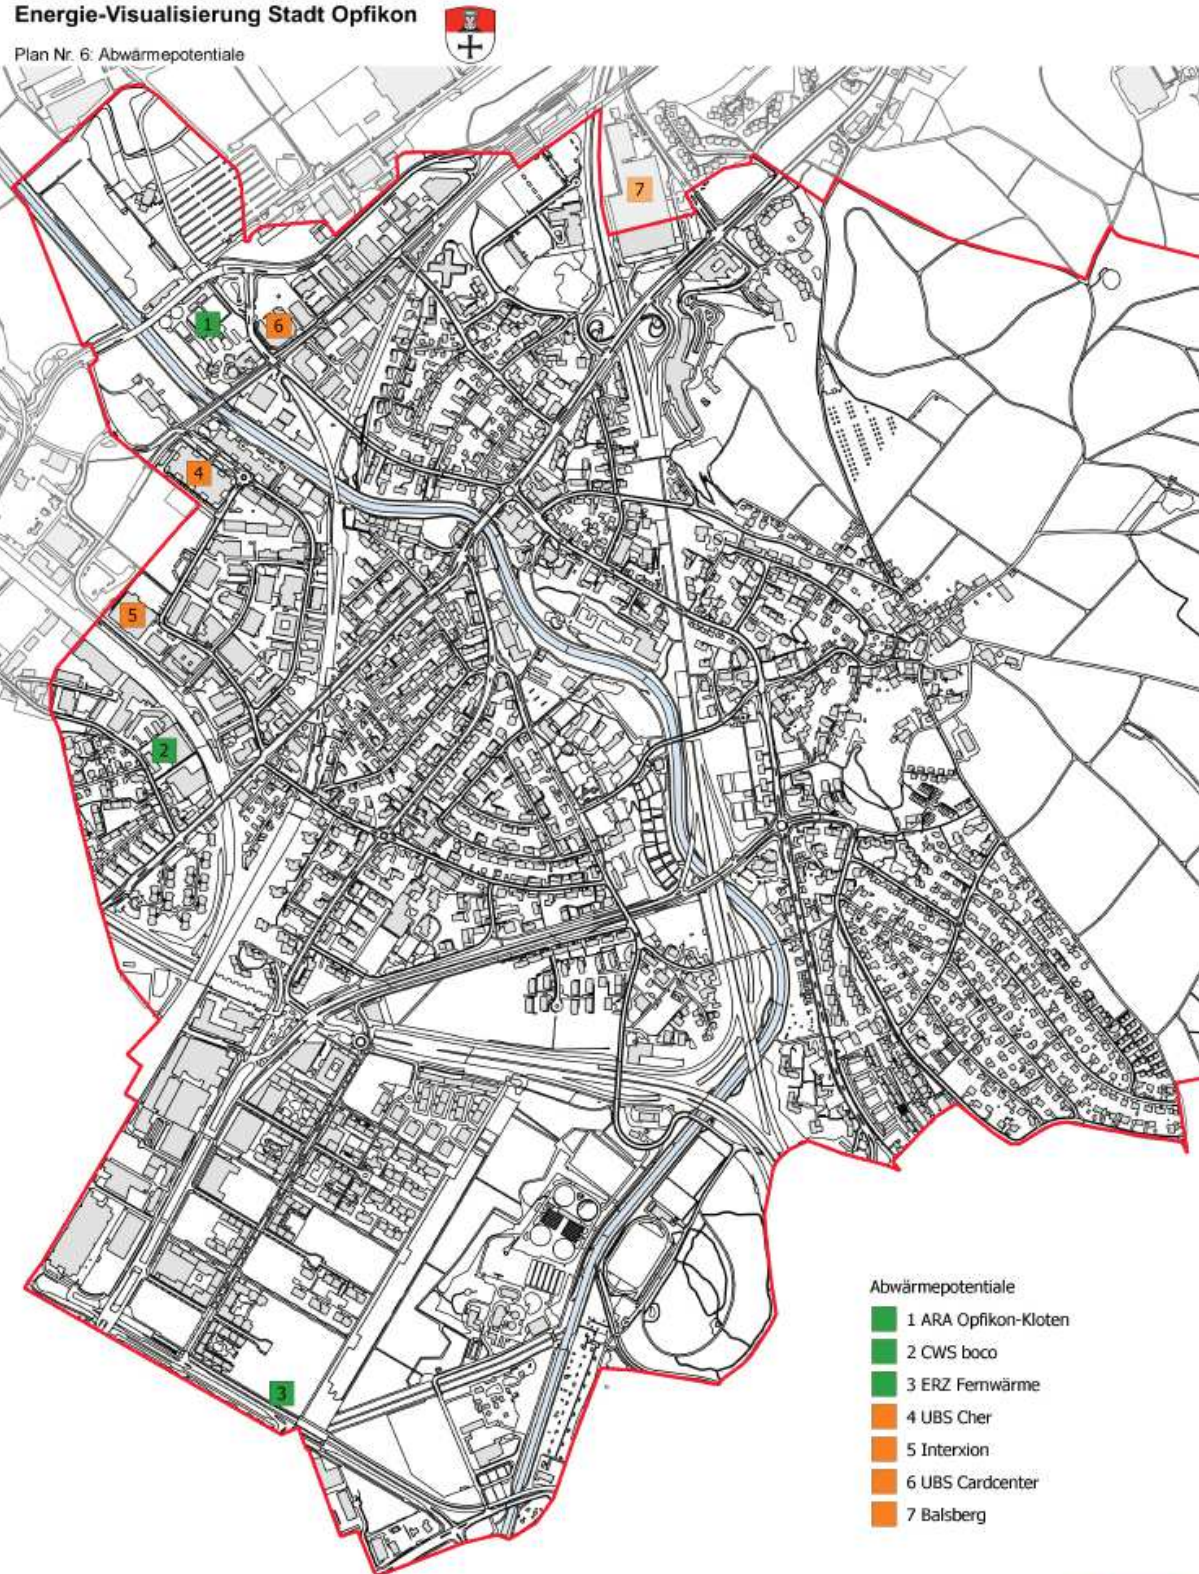 Energie-Visualisierung Stadt Opfikon
Plan Nr. 6: Abwärmepotentiale
7
1
6
4
5
2
3
Abwärmepotentiale
1 ARA Opfikon-Kloten
2 CWS boco
3 ERZ Fernwärme
4 UBS Cher
5 Interxion
6 UBS Cardcenter
7 Balsberg